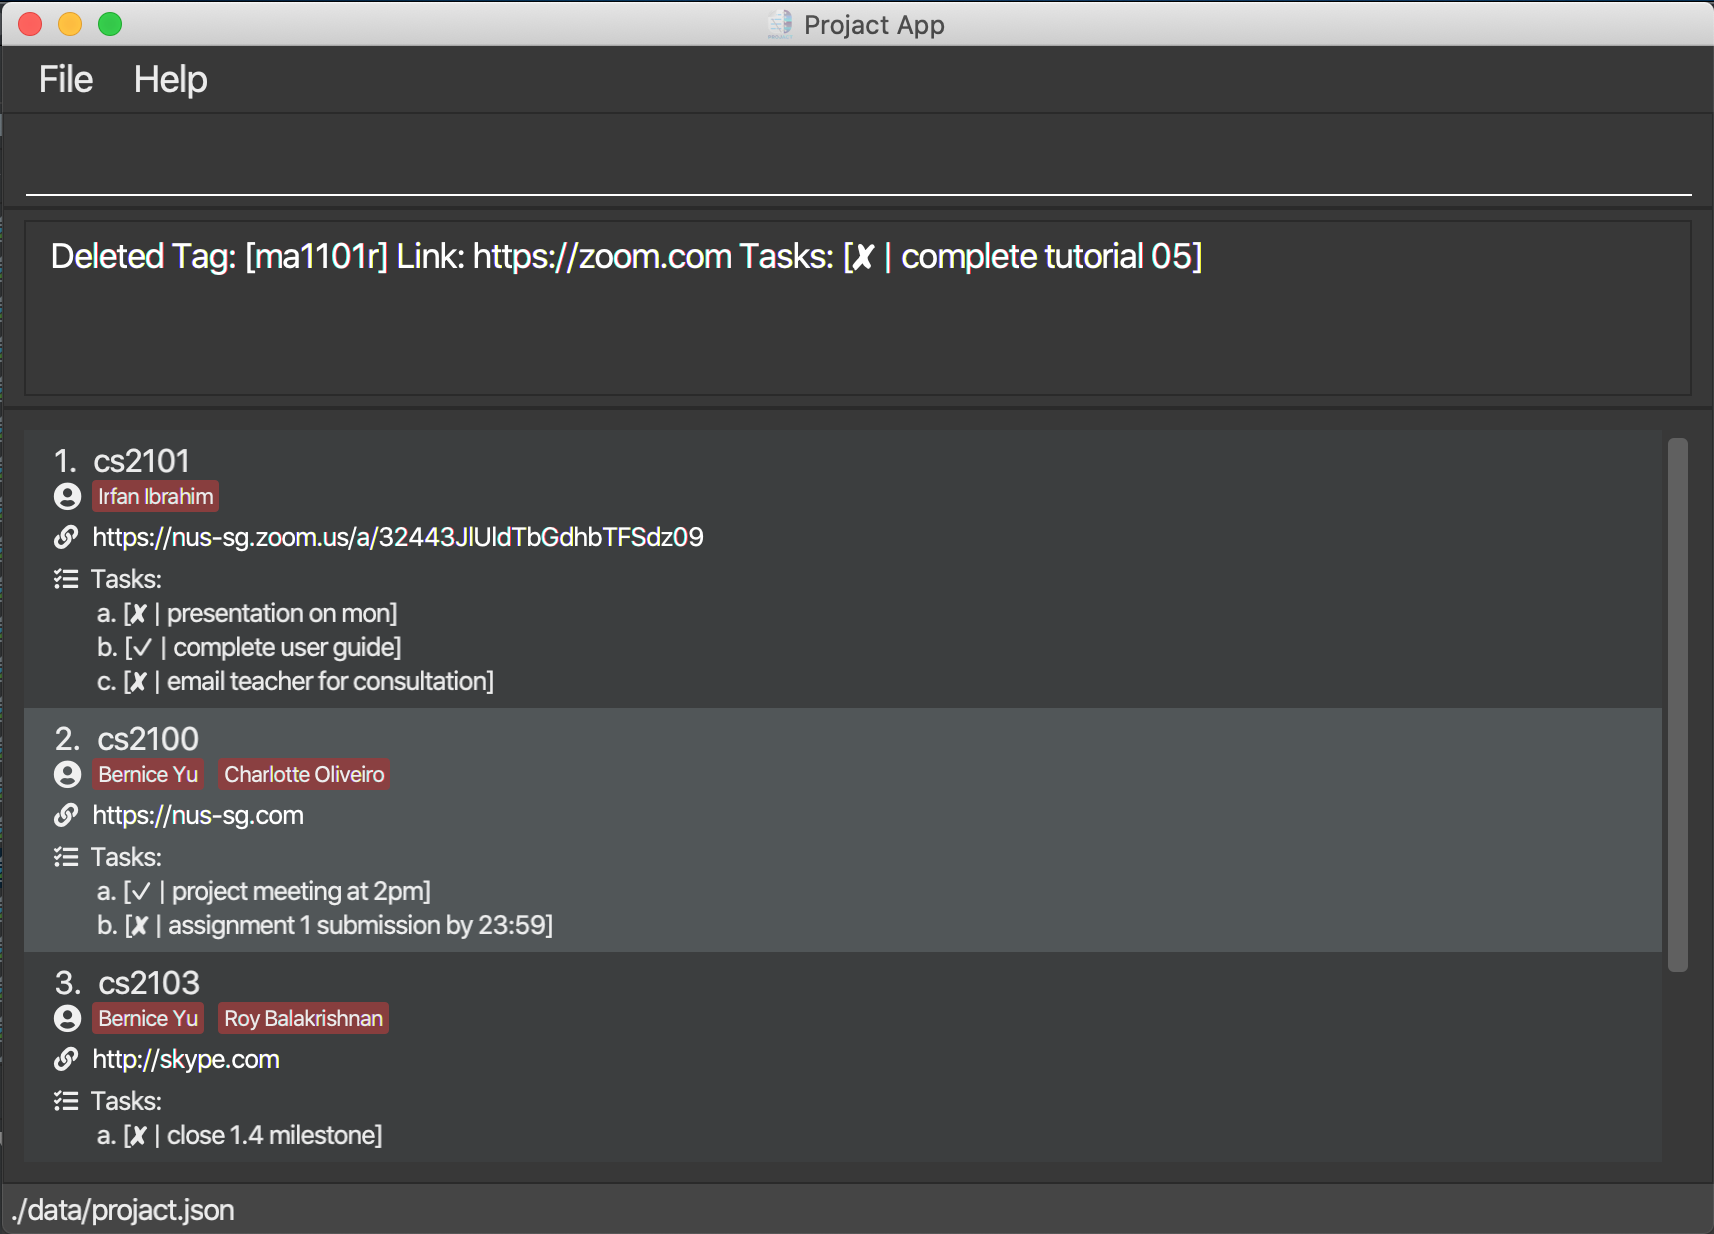 Projact App
File Help
Deleted Tag: [ma1101r] Link: https://zoom.com Tasks: [✘ | complete tutorial 05]
1. cs2101
Irfan Ibrahim
https://nus-sg.zoom.us/a/32443JlUldTbGdhbTFSdz09
Tasks:
a. [✘ | presentation on mon]
b. [✓ | complete user guide]
c. [✘ | email teacher for consultation]
2. cs2100
Bernice Yu Charlotte Oliveiro
https://nus-sg.com
Tasks:
a. [✓ | project meeting at 2pm]
b. [✘ | assignment 1 submission by 23:59]
3. cs2103
Bernice Yu Roy Balakrishnan
http://skype.com
Tasks:
a. [✘ | close 1.4 milestone]
./data/projact.json